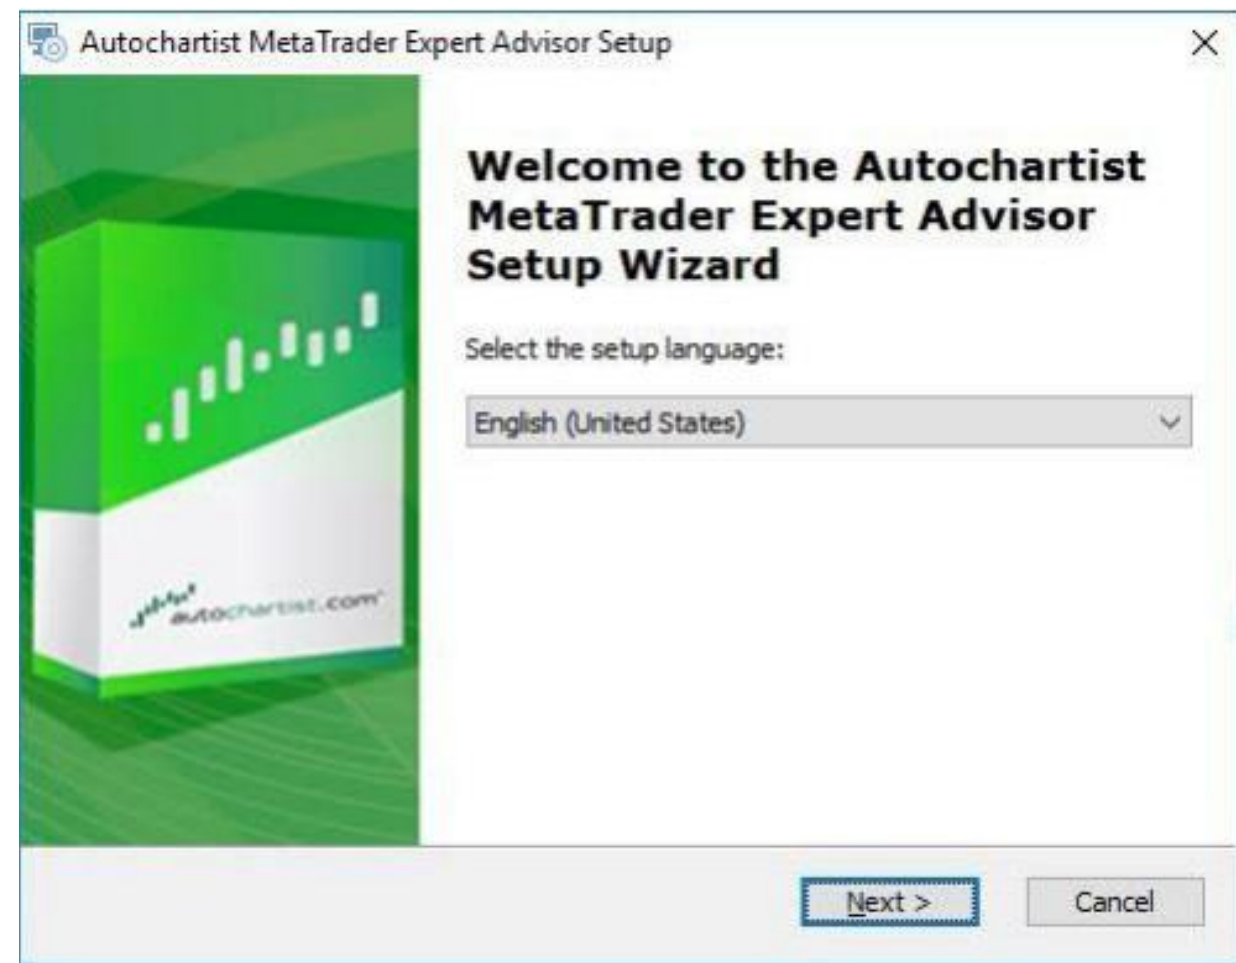 Autochartist MetaTrader Expert Advisor Setup
Welcome to the Autochartist
MetaTrader Expert Advisor
Setup Wizard
Select the setup language:
English (United States)
autochartist.com
Next >
Cancel